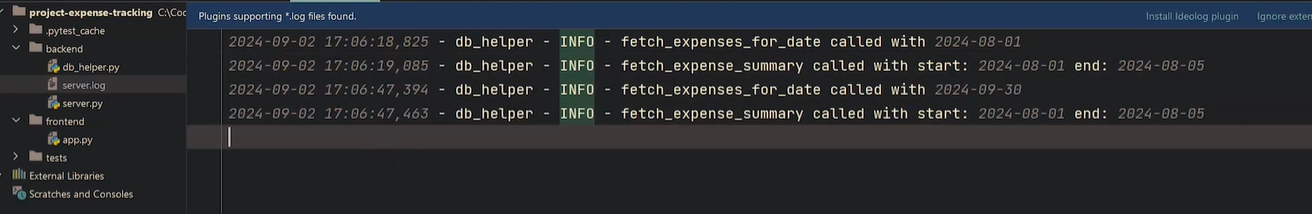 project-expense-tracking C:\Coc
.pytest_cache
backend
db_helper.py
server.log
server.py
frontend
app.py
tests
External Libraries
Scratches and Consoles
Plugins supporting *.log files found. Install Ideolog plugin Ignore exten
2024-09-02 17:06:18,825 - db_helper - INFO - fetch_expenses_for_date called with 2024-08-01
2024-09-02 17:06:19,085 - db_helper - INFO - fetch_expense_summary called with start: 2024-08-01 end: 2024-08-05
2024-09-02 17:06:47,394 - db_helper - INFO - fetch_expenses_for_date called with 2024-09-30
2024-09-02 17:06:47,463 - db_helper - INFO - fetch_expense_summary called with start: 2024-08-01 end: 2024-08-05